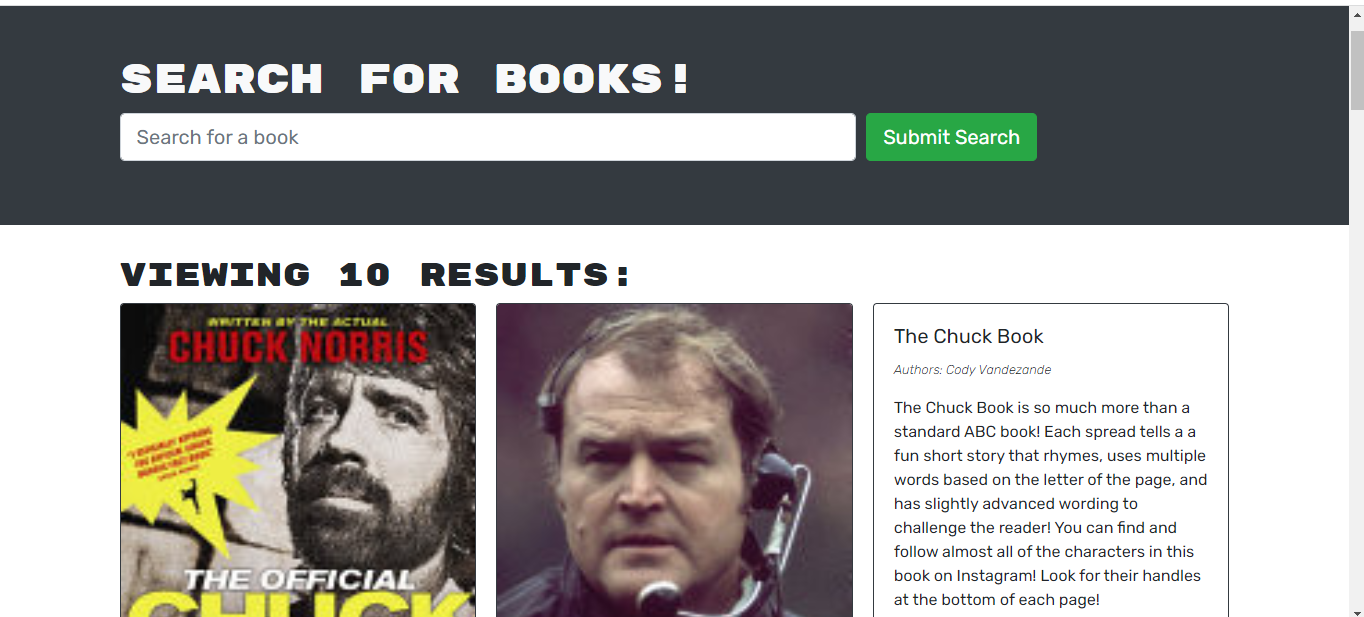 SEARCH FOR BOOKS!
Search for a book
Submit Search
VIEWING 10 RESULTS:
WRITTEN BY THE ACTUAL
CHUCK NORRIS
THE OFFICIAL
CHUCK
The Chuck Book
Authors: Cody Vandezande
The Chuck Book is so much more than a
standard ABC book! Each spread tells a a
fun short story that rhymes, uses multiple
words based on the letter of the page, and
has slightly advanced wording to
challenge the reader! You can find and
follow almost all of the characters in this
book on Instagram! Look for their handles
at the bottom of each page!